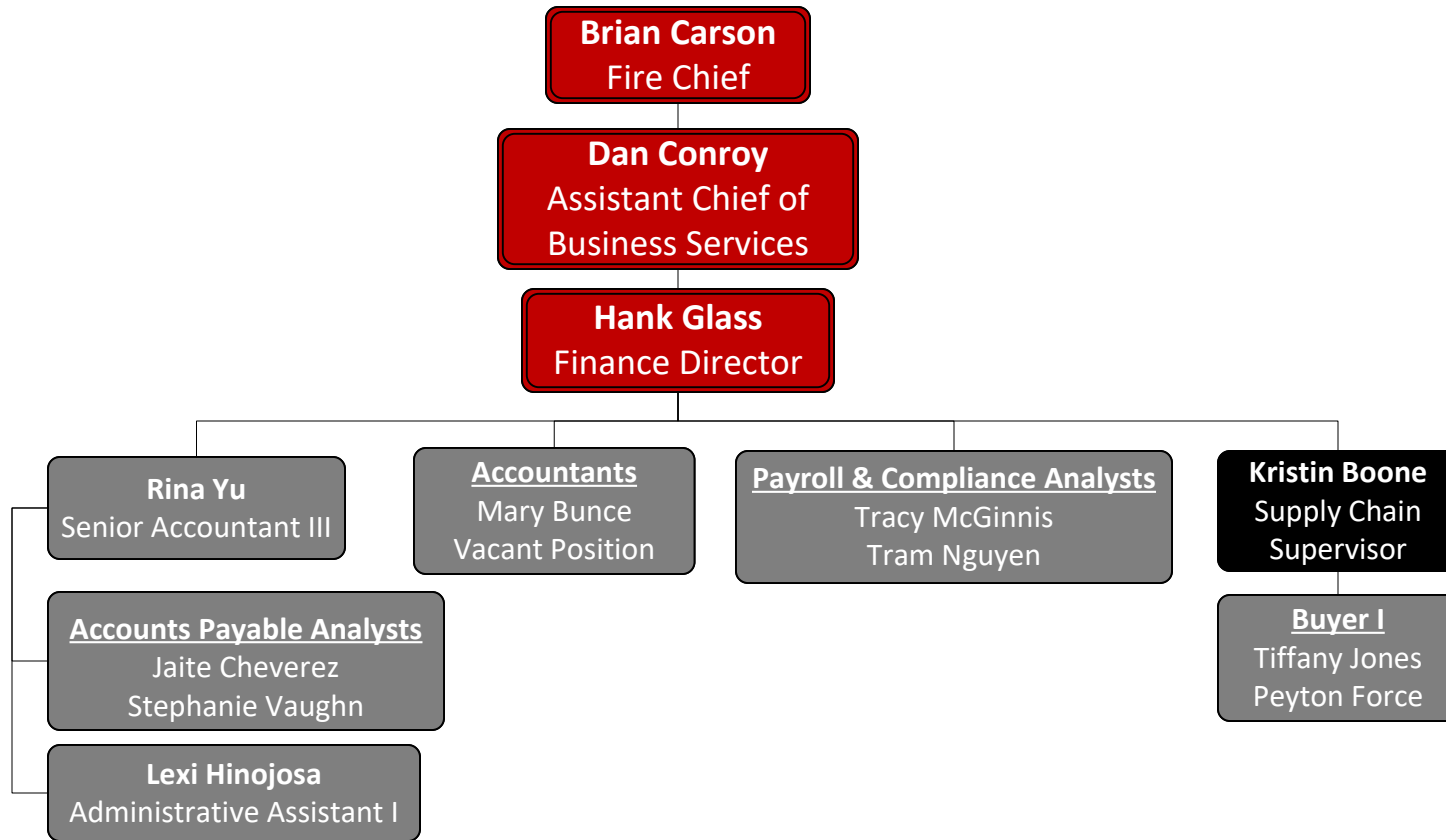 Brian Carson
Fire Chief
Dan Conroy
Assistant Chief of
Business Services
Hank Glass
Finance Director
Rina Yu
Senior Accountant III
Accounts Payable Analysts
Jaite Cheverez
Stephanie Vaughn
Lexi Hinojosa
Administrative Assistant I
Accountants
Mary Bunce
Vacant Position
Payroll & Compliance Analysts
Tracy McGinnis
Tram Nguyen
Kristin Boone
Supply Chain
Supervisor
Buyer I
Tiffany Jones
Peyton Force